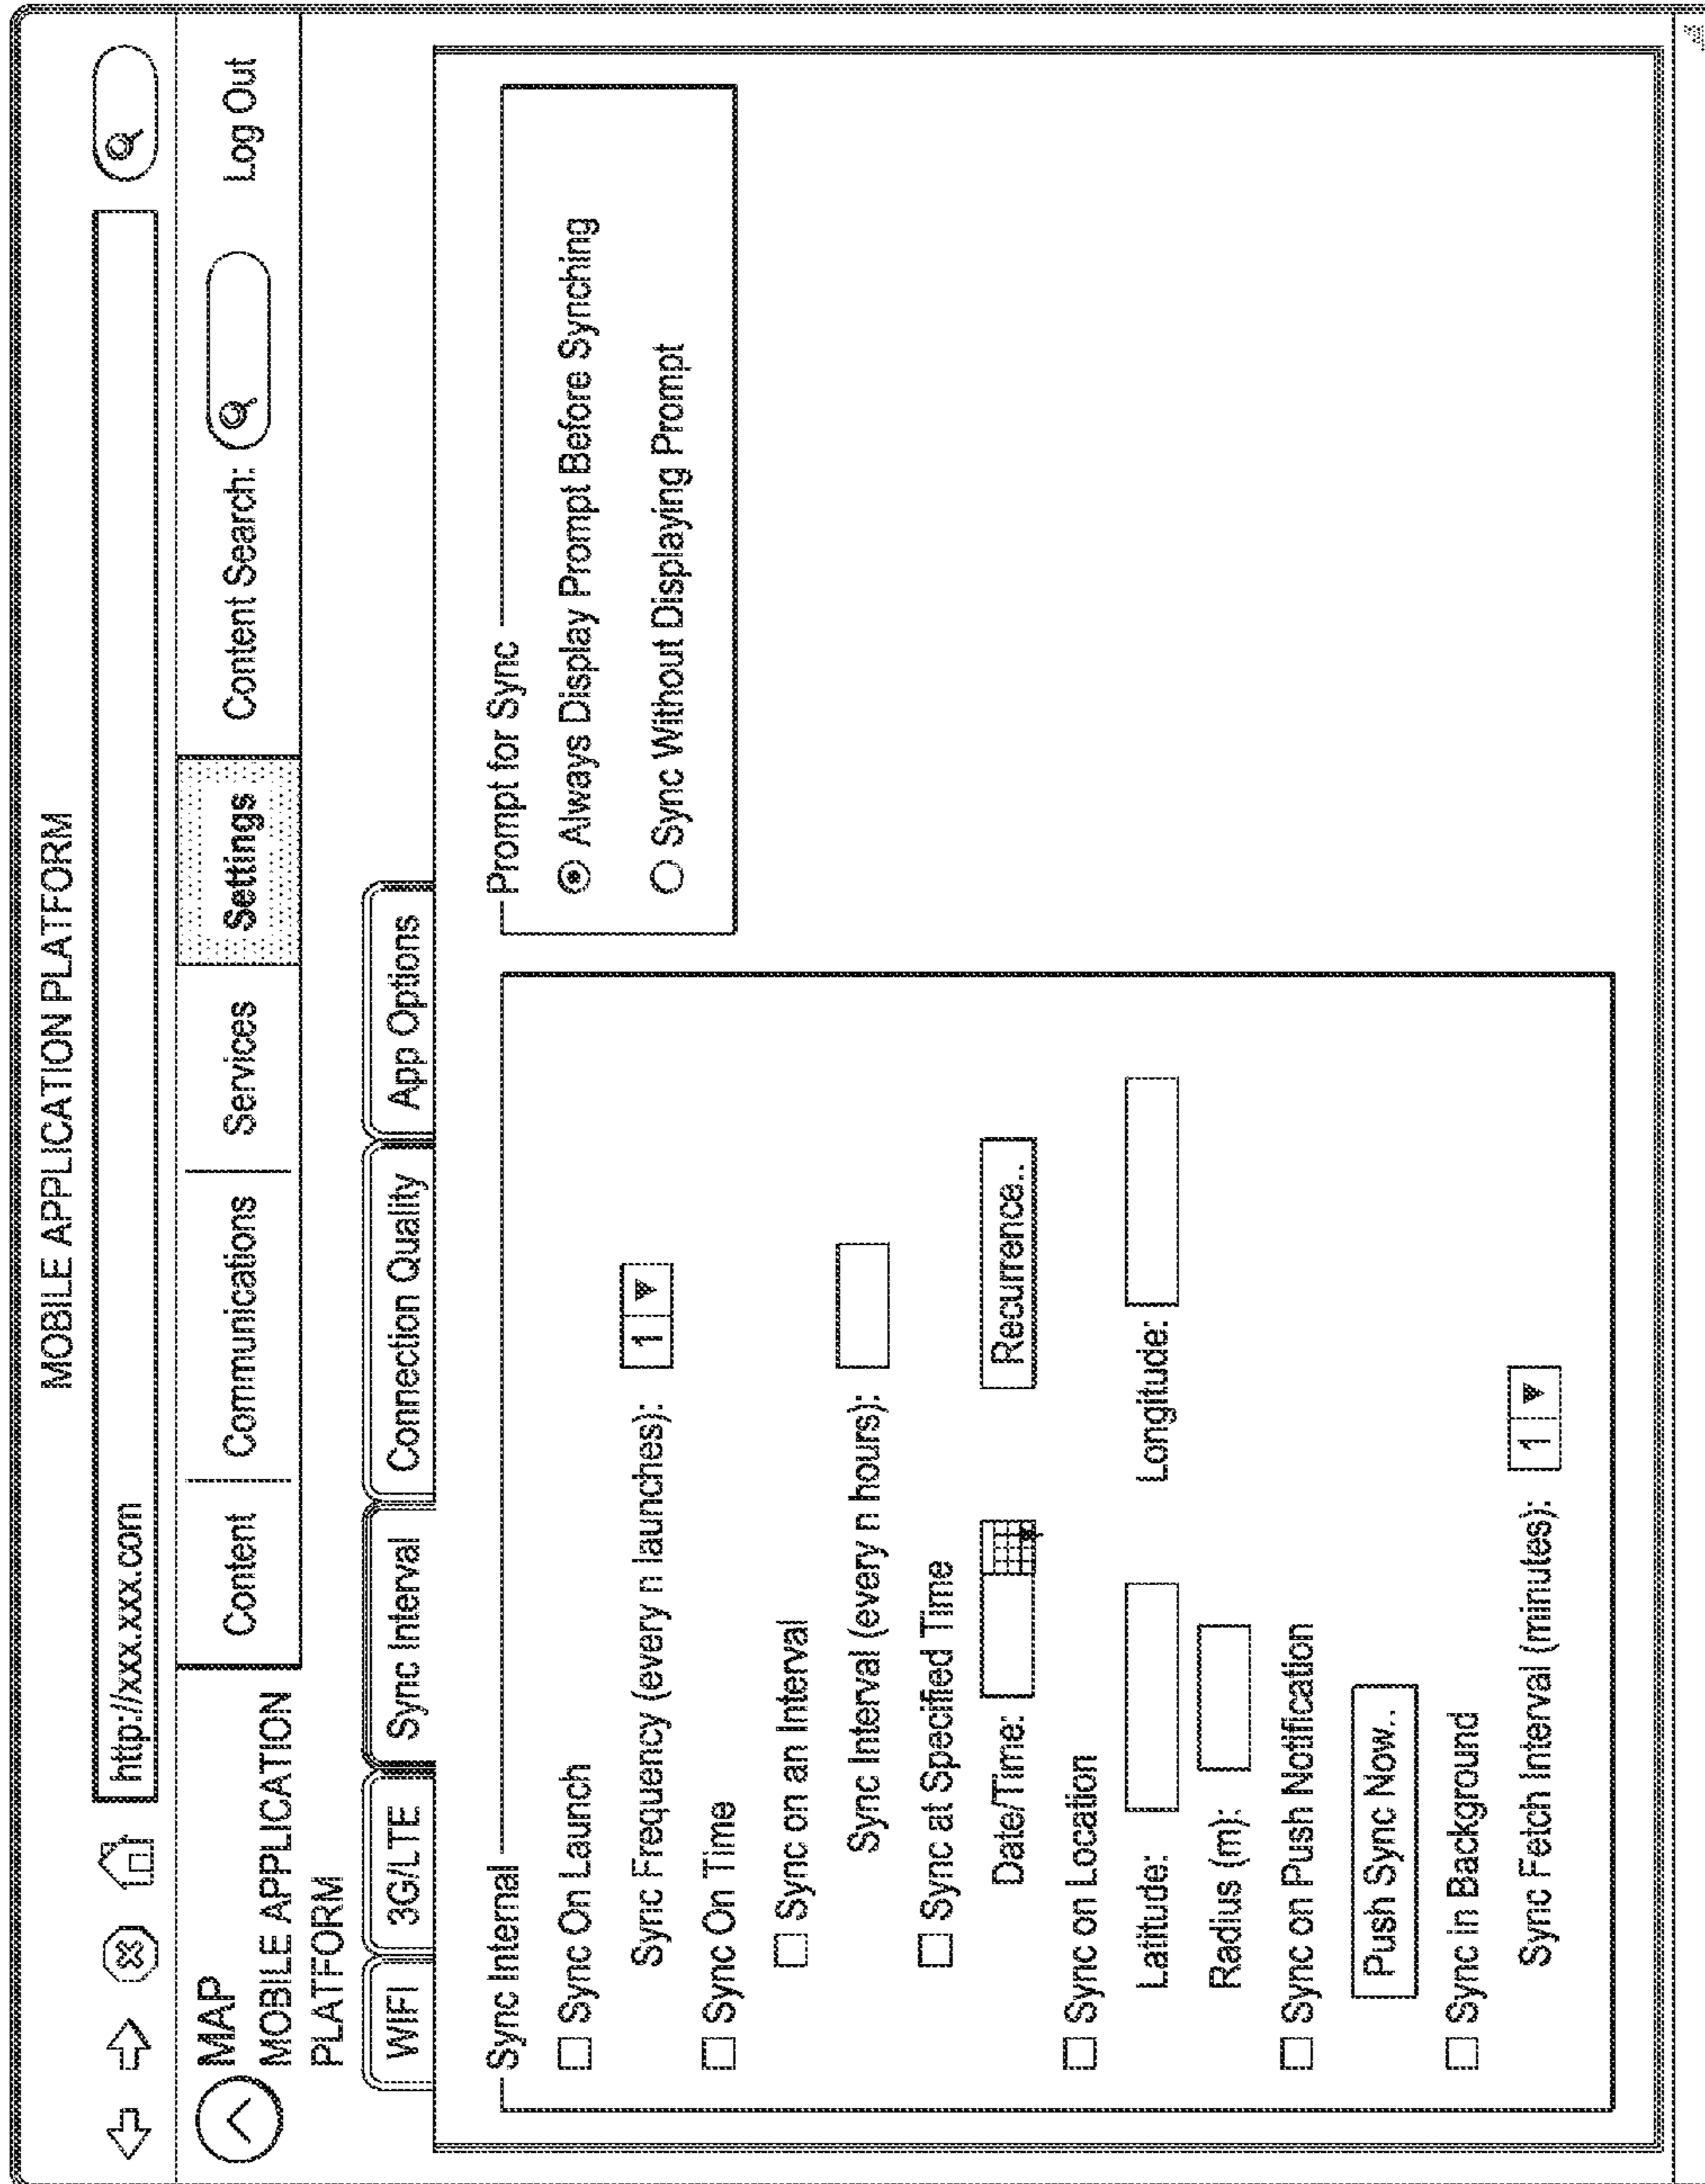 MOBILE APPLICATION PLATFORM
http://xxx.xxx.com
MAP
MOBILE APPLICATION
PLATFORM
Content
Communications
Services
Settings
Content Search:
Log Out
WIFI
3G/LTE
Sync Interval
Connection Quality
App Options
Sync Internal
Sync On Launch
Sync Frequency (every n launches): 1
Sync On Time
Sync on an Interval
Sync Interval (every n hours):
Sync at Specified Time
Date/Time:
Recurrence..
Sync on Location
Latitude:
Longitude:
Radius (m):
Sync on Push Notification
Push Sync Now..
Sync in Background
Sync Fetch Interval (minutes): 1
Prompt for Sync
Always Display Prompt Before Synching
Sync Without Displaying Prompt